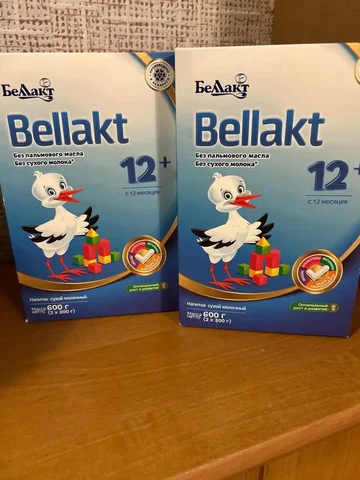 БеЛЛАКТ
Bellakt
Без пальмового масла
Без сухого молока*
12+
с 12 месяцев
Напиток сухой молочный
Масса нетто:
600 г
(2 х 300 г)
Оптимальный
рост и развитие
БеЛЛАКТ
Bellakt
Без пальмового масла
Без сухого молока*
12+
с 12 месяцев
Напиток сухой молочный
Масса нетто:
600 г
(2 х 300 г)
Оптимальный
рост и развитие